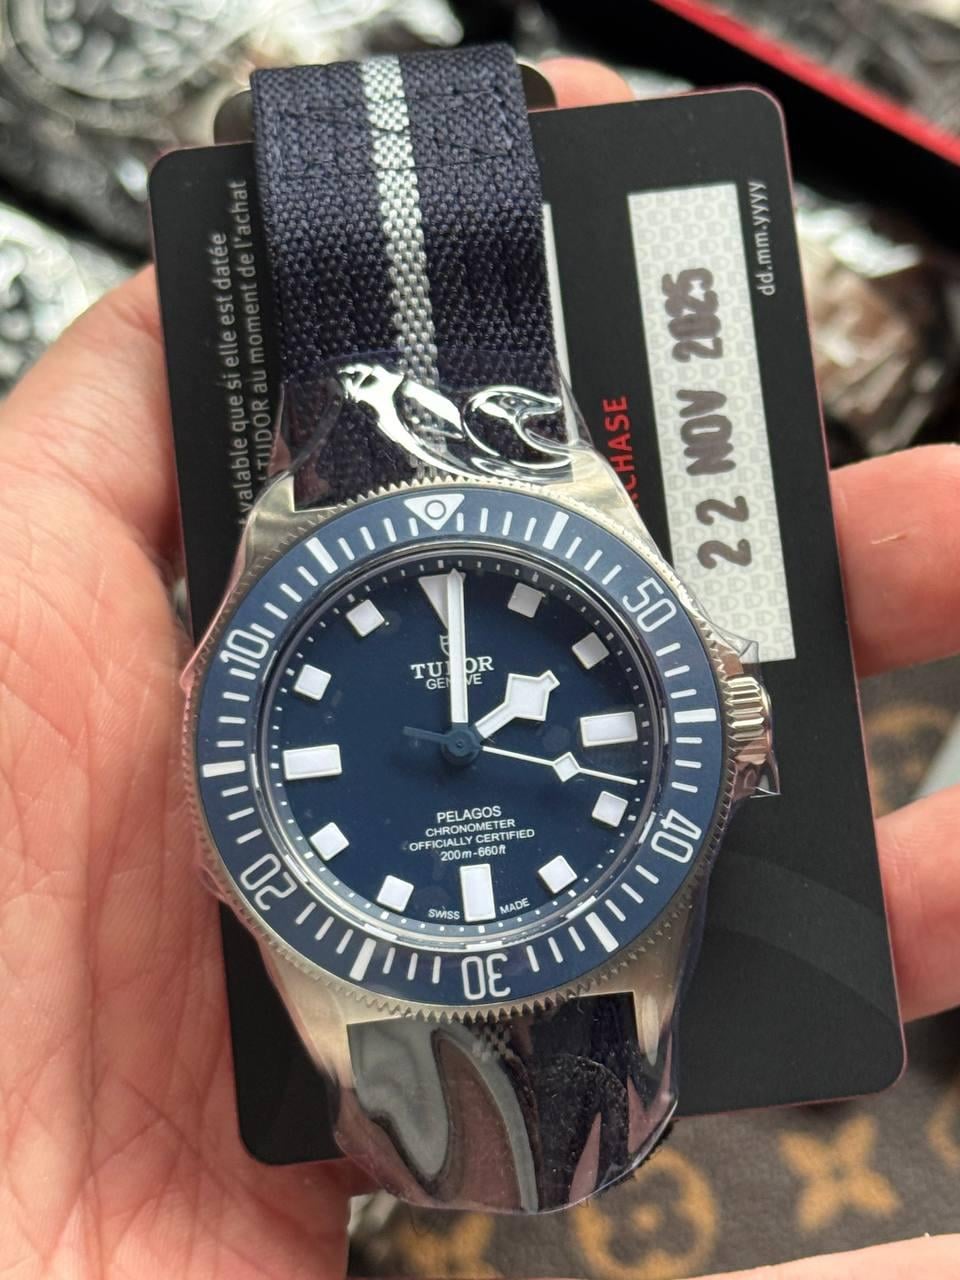 valable que si elle est datée
TUDOR au moment de l'achat
22 NOV 2025
dd.mm.yyyy
TUDOR
GENEVE
PELAGOS
CHRONOMETER
OFFICIALLY CERTIFIED
200m-660ft
SWISS MADE
50
40
30
20
10